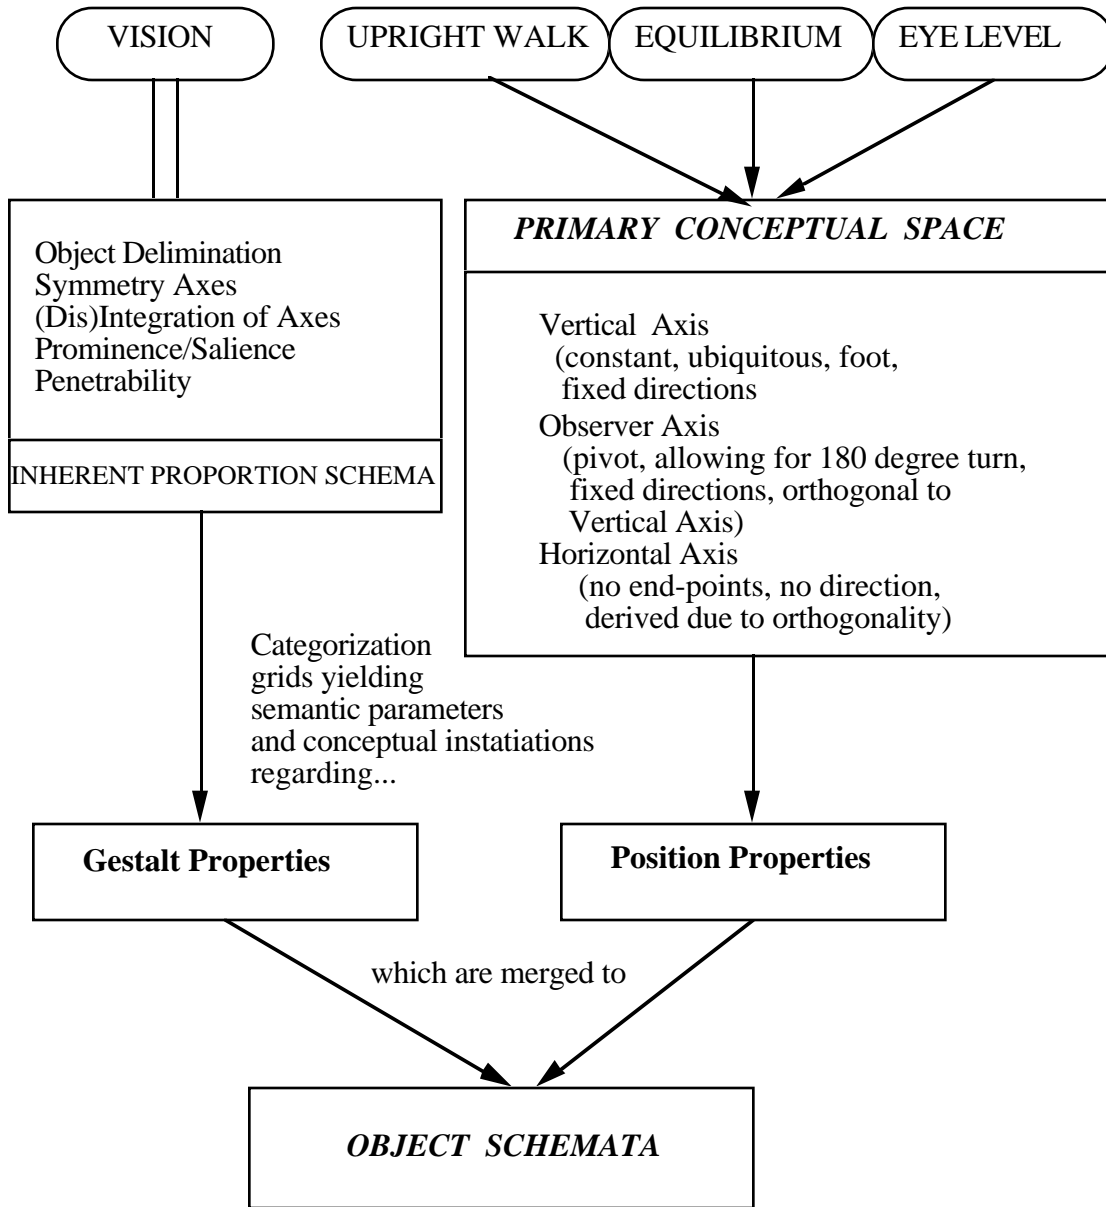 VISION
UPRIGHT WALK
EQUILIBRIUM
EYE LEVEL
Object Delimination
Symmetry Axes
(Dis)Integration of Axes
Prominence/Salience
Penetrability
INHERENT PROPORTION SCHEMA
PRIMARY CONCEPTUAL SPACE
Vertical Axis
(constant, ubiquitous, foot,
fixed directions
Observer Axis
(pivot, allowing for 180 degree turn,
fixed directions, orthogonal to
Vertical Axis)
Horizontal Axis
(no end-points, no direction,
derived due to orthogonality)
Categorization
grids yielding
semantic parameters
and conceptual instatiations
regarding...
Gestalt Properties
Position Properties
which are merged to
OBJECT SCHEMATA